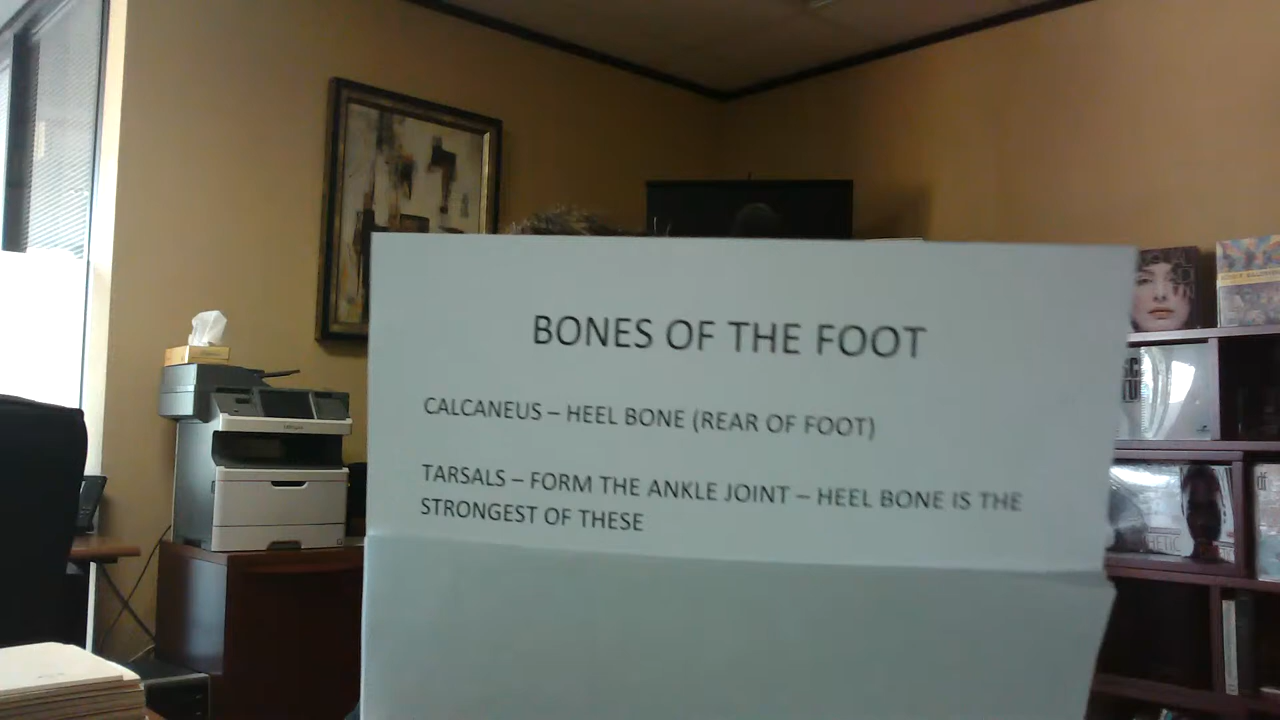 BONES OF THE FOOT
CALCANEUS – HEEL BONE (REAR OF FOOT)
TARSALS – FORM THE ANKLE JOINT – HEEL BONE IS THE
STRONGEST OF THESE